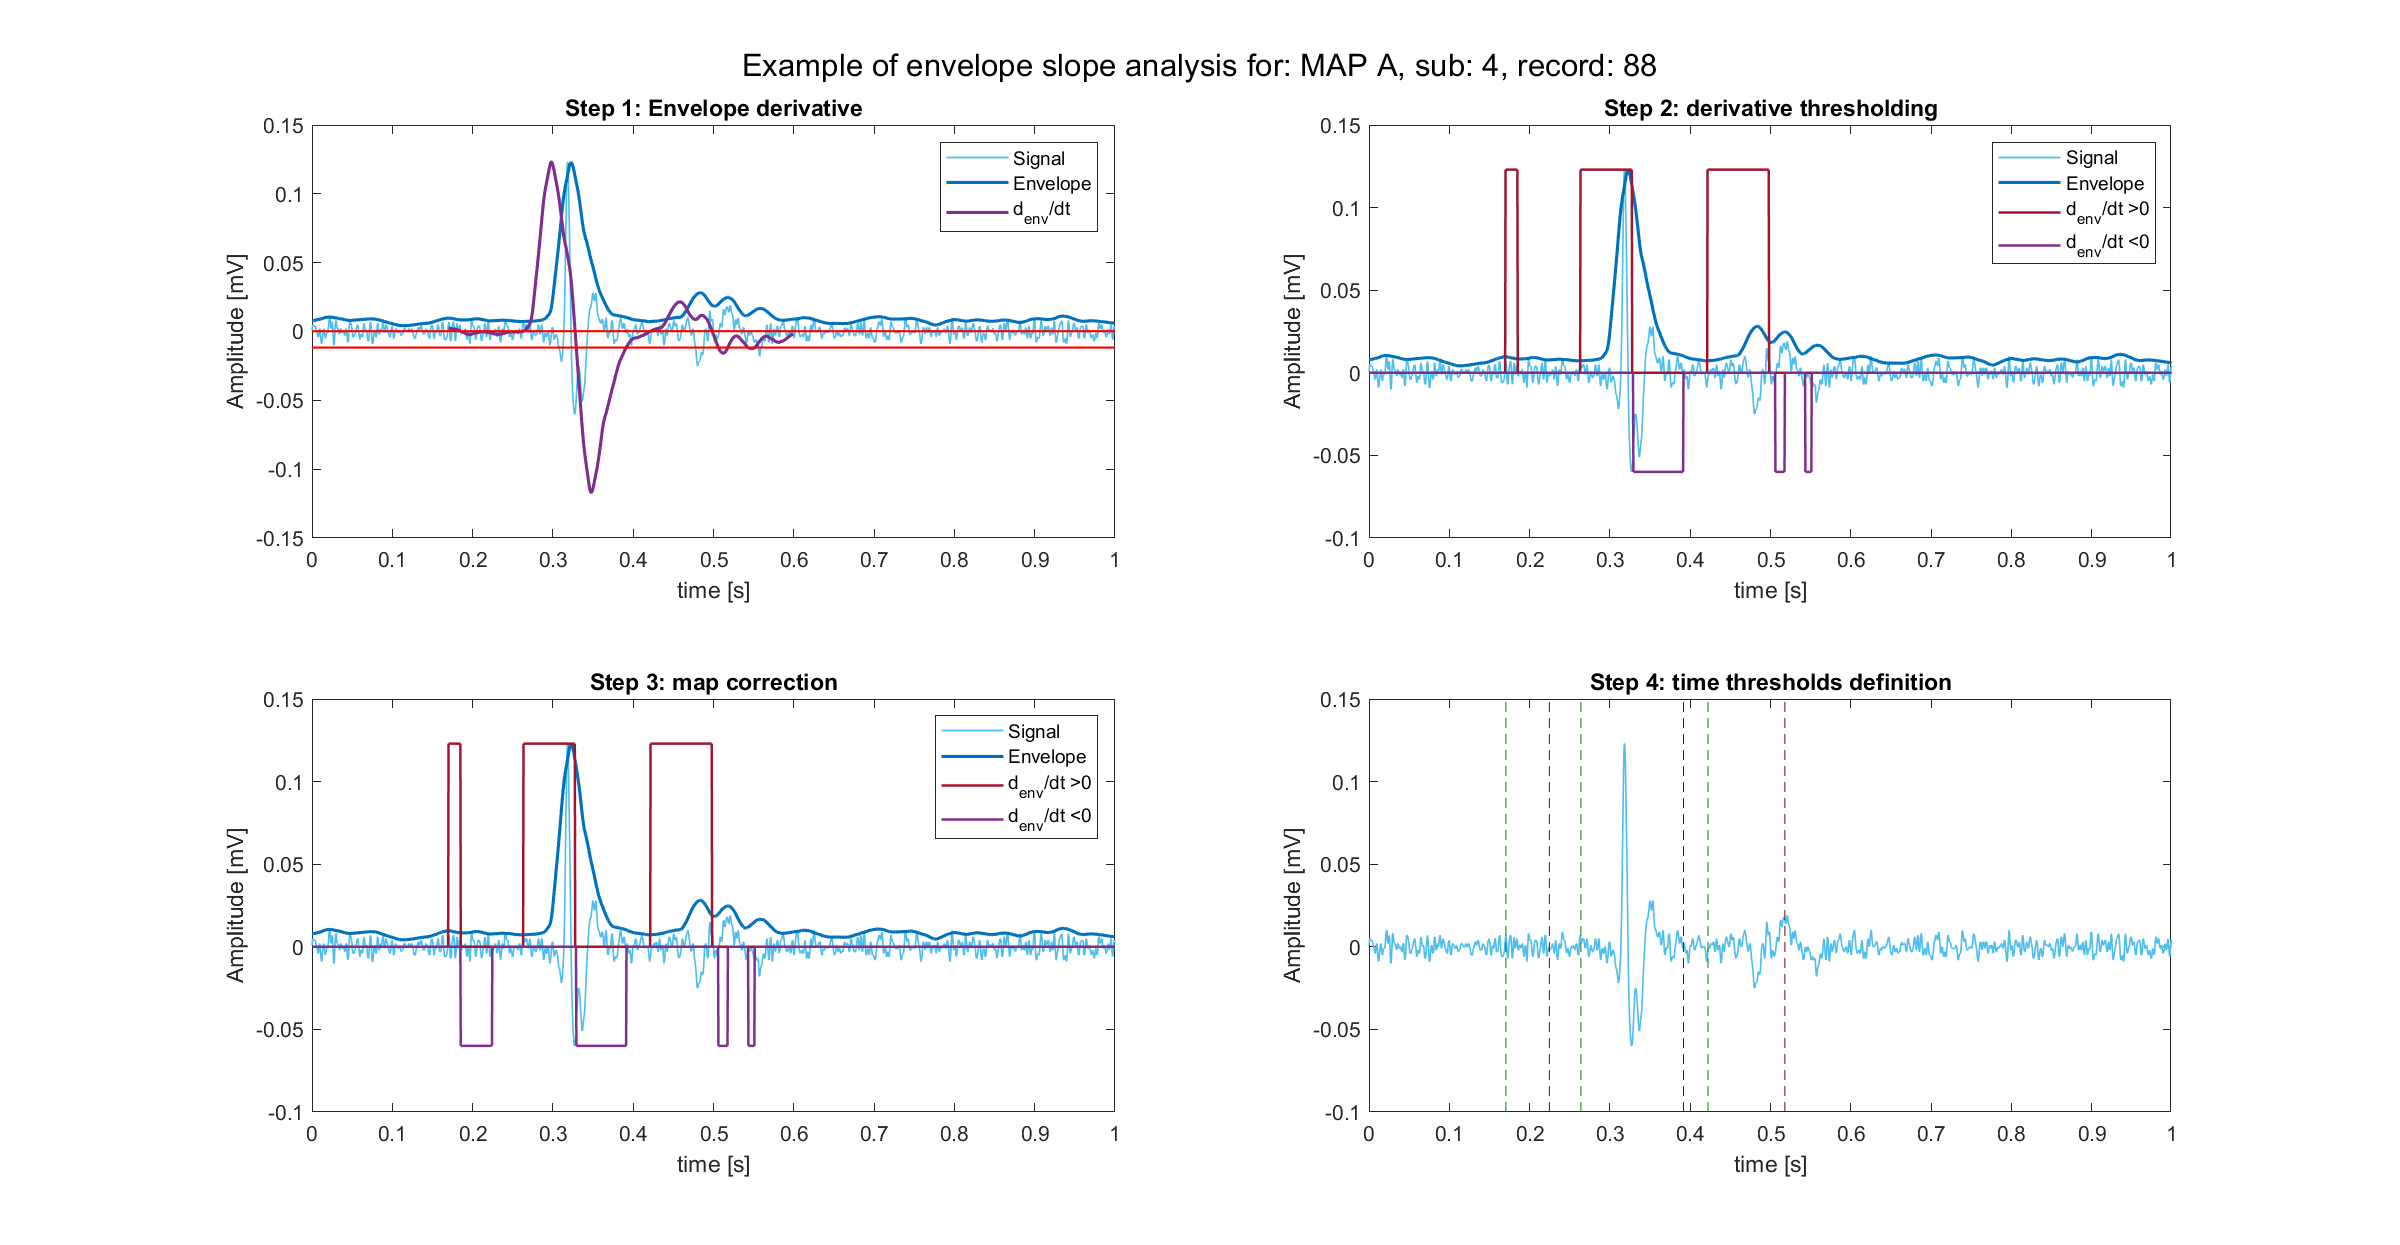 Example of envelope slope analysis for: MAP A, sub: 4, record: 88
Step 1: Envelope derivative
0.15
0.1
0.05
0
-0.05
-0.1
-0.15
Amplitude [mV]
0 0.1 0.2 0.3 0.4 0.5 0.6 0.7 0.8 0.9 1
time [s]
Signal
Envelope
d_env/dt
Step 2: derivative thresholding
0.15
0.1
0.05
0
-0.05
-0.1
Amplitude [mV]
0 0.1 0.2 0.3 0.4 0.5 0.6 0.7 0.8 0.9 1
time [s]
Signal
Envelope
d_env/dt >0
d_env/dt <0
Step 3: map correction
0.15
0.1
0.05
0
-0.05
-0.1
Amplitude [mV]
0 0.1 0.2 0.3 0.4 0.5 0.6 0.7 0.8 0.9 1
time [s]
Signal
Envelope
d_env/dt >0
d_env/dt <0
Step 4: time thresholds definition
0.15
0.1
0.05
0
-0.05
-0.1
Amplitude [mV]
0 0.1 0.2 0.3 0.4 0.5 0.6 0.7 0.8 0.9 1
time [s]